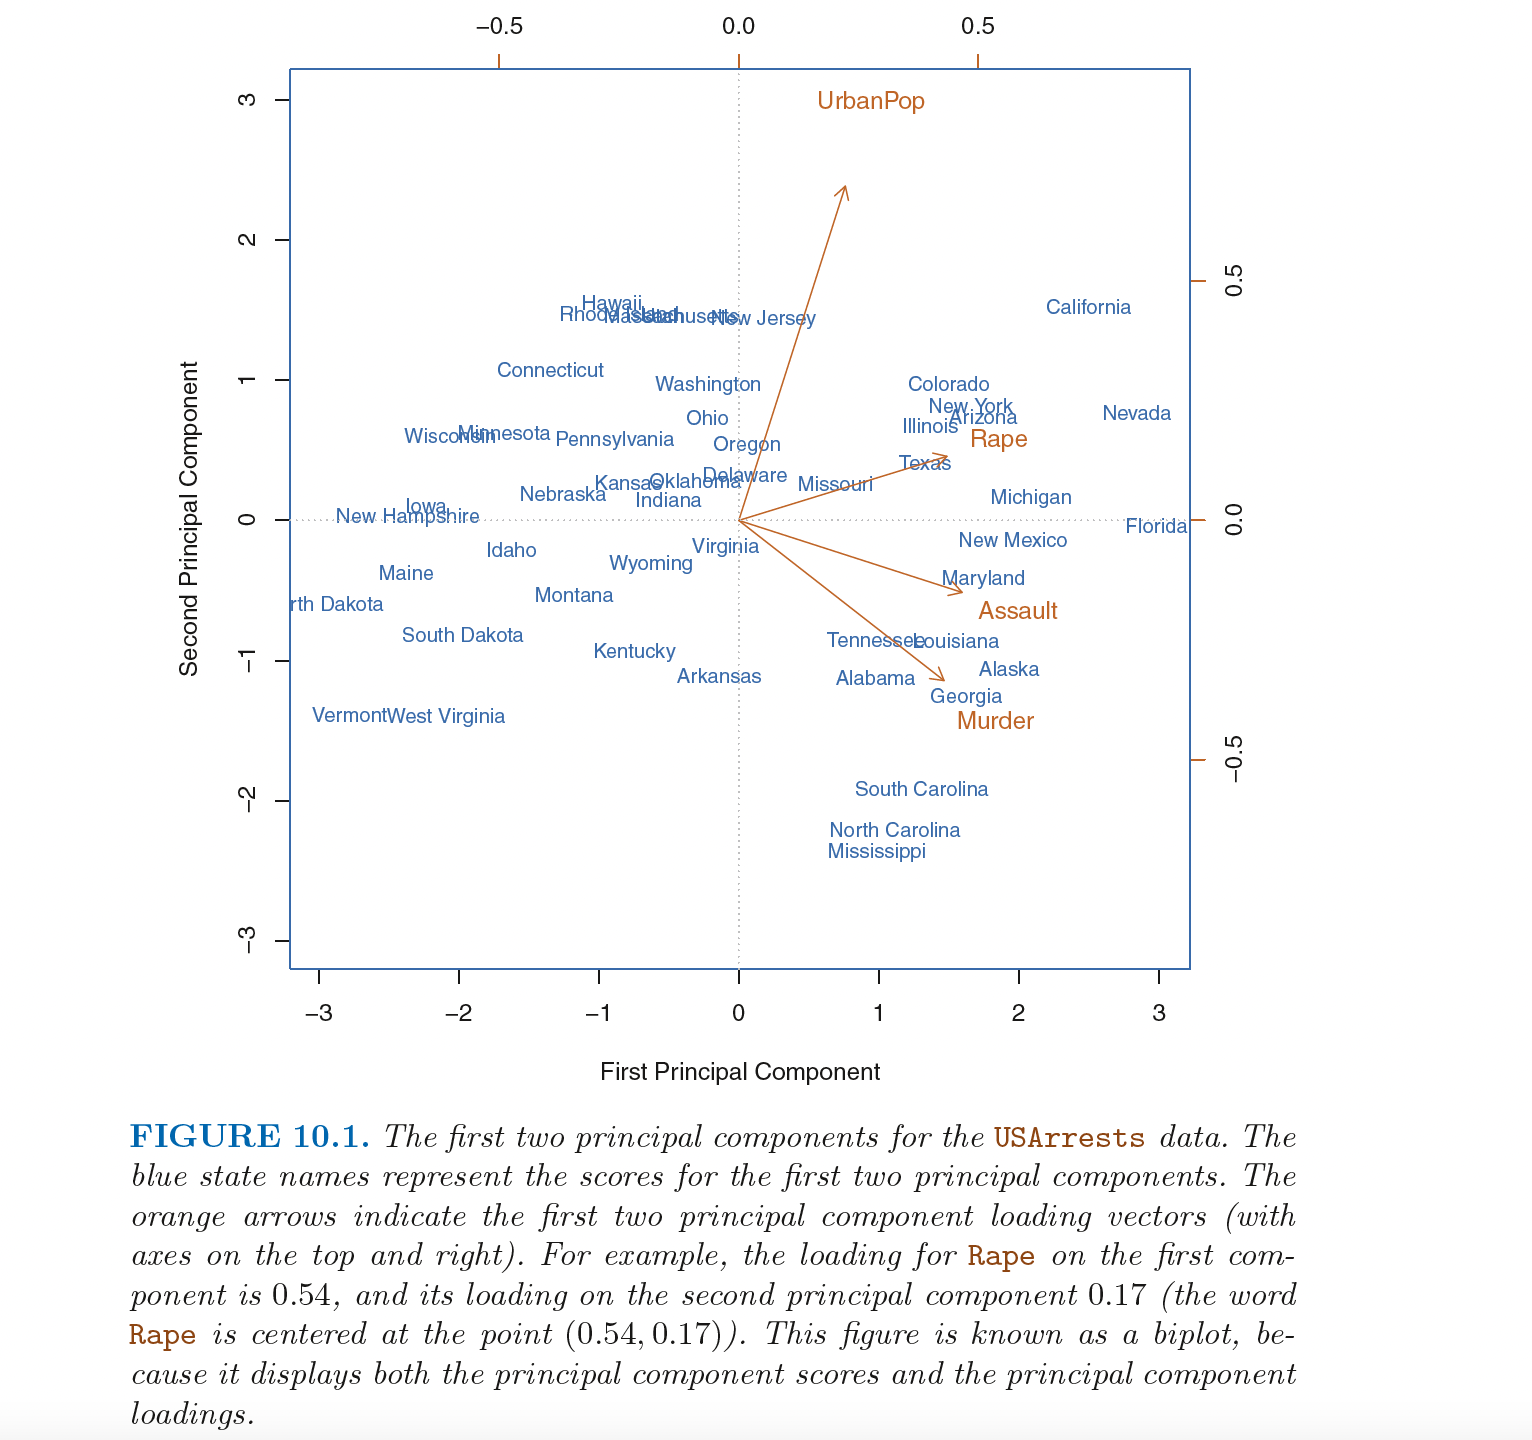 −0.5 0.0 0.5
UrbanPop
3
2
Hawaii
California
0.5
Rhode Island Massachusetts Utah New Jersey
Connecticut
1
Washington
Colorado
New York
Nevada
Arizona
Ohio
Illinois
Wisconsin Minnesota Pennsylvania
Rape
Oregon
Texas
Delaware
Kansas Oklahoma
Missouri
Nebraska
Indiana
Michigan
Iowa
New Hampshire
0
0.0
Florida
Second Principal Component
New Mexico
Virginia
Idaho
Wyoming
Maine
Maryland
Montana
rth Dakota
Assault
South Dakota
Tennessee Louisiana
Kentucky
−1
Alaska
Arkansas
Alabama
Georgia
Vermont West Virginia
Murder
−0.5
South Carolina
−2
North Carolina
Mississippi
−3
−3 −2 −1 0 1 2 3
First Principal Component
FIGURE 10.1. The first two principal components for the USArrests data. The
blue state names represent the scores for the first two principal components. The
orange arrows indicate the first two principal component loading vectors (with
axes on the top and right). For example, the loading for Rape on the first com-
ponent is 0.54, and its loading on the second principal component 0.17 (the word
Rape is centered at the point (0.54, 0.17)). This figure is known as a biplot, be-
cause it displays both the principal component scores and the principal component
loadings.